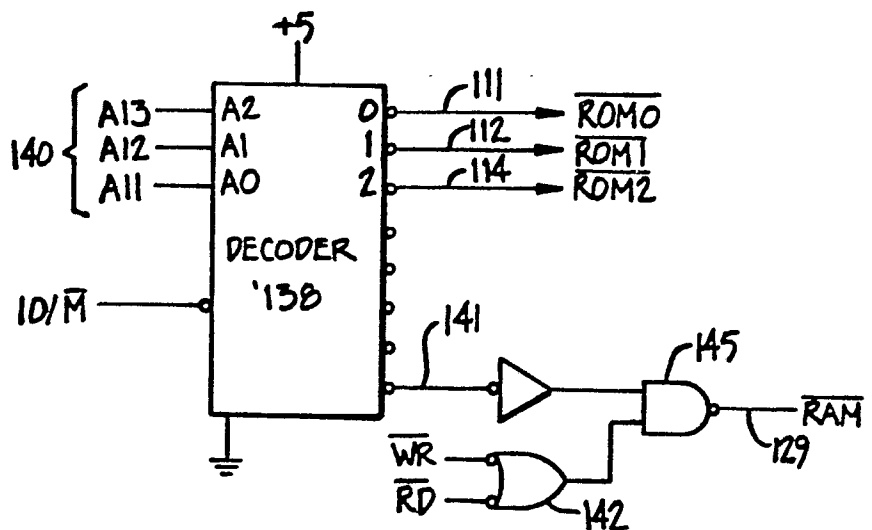 +5
A13 A2 0 111 ROM0
140 A12 A1 1 112 ROM1
A11 A0 2 114 ROM2
DECODER
'138
IO/M
141
145
RAM
129
WR
RD
142